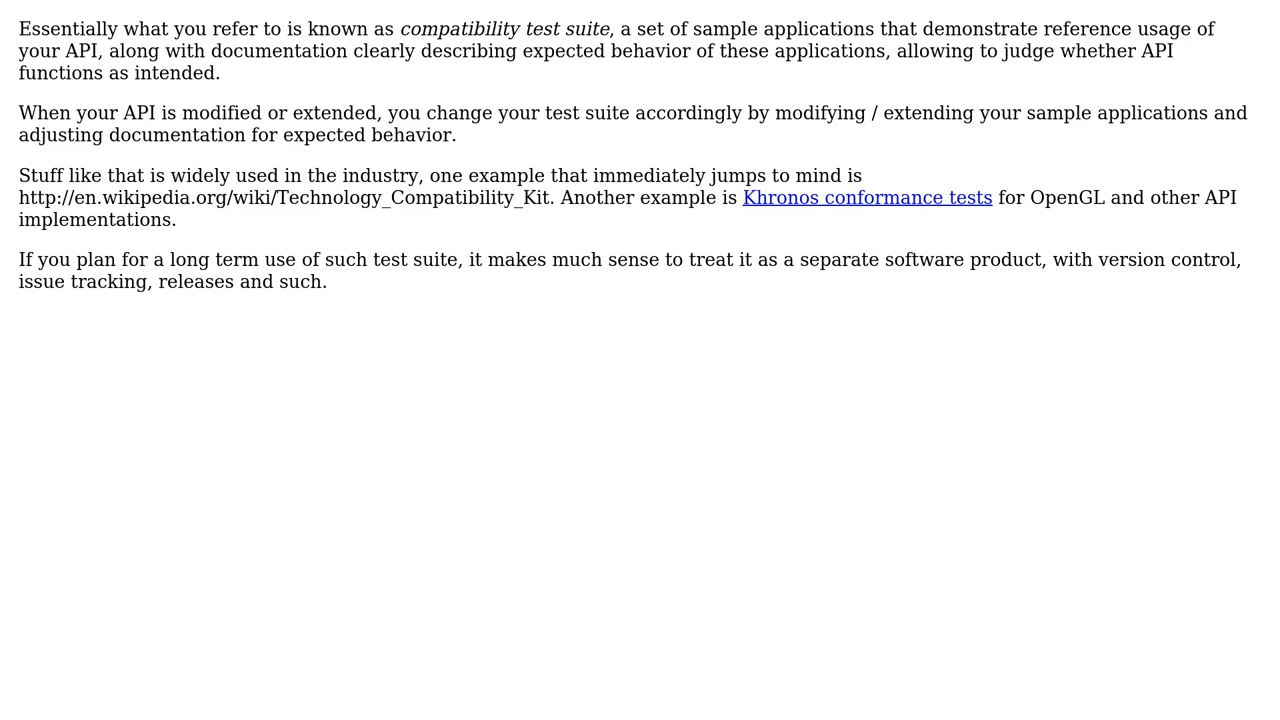 Essentially what you refer to is known as compatibility test suite, a set of sample applications that demonstrate reference usage of
your API, along with documentation clearly describing expected behavior of these applications, allowing to judge whether API
functions as intended.
When your API is modified or extended, you change your test suite accordingly by modifying / extending your sample applications and
adjusting documentation for expected behavior.
Stuff like that is widely used in the industry, one example that immediately jumps to mind is
http://en.wikipedia.org/wiki/Technology_Compatibility_Kit. Another example is Khronos conformance tests for OpenGL and other API
implementations.
If you plan for a long term use of such test suite, it makes much sense to treat it as a separate software product, with version control,
issue tracking, releases and such.